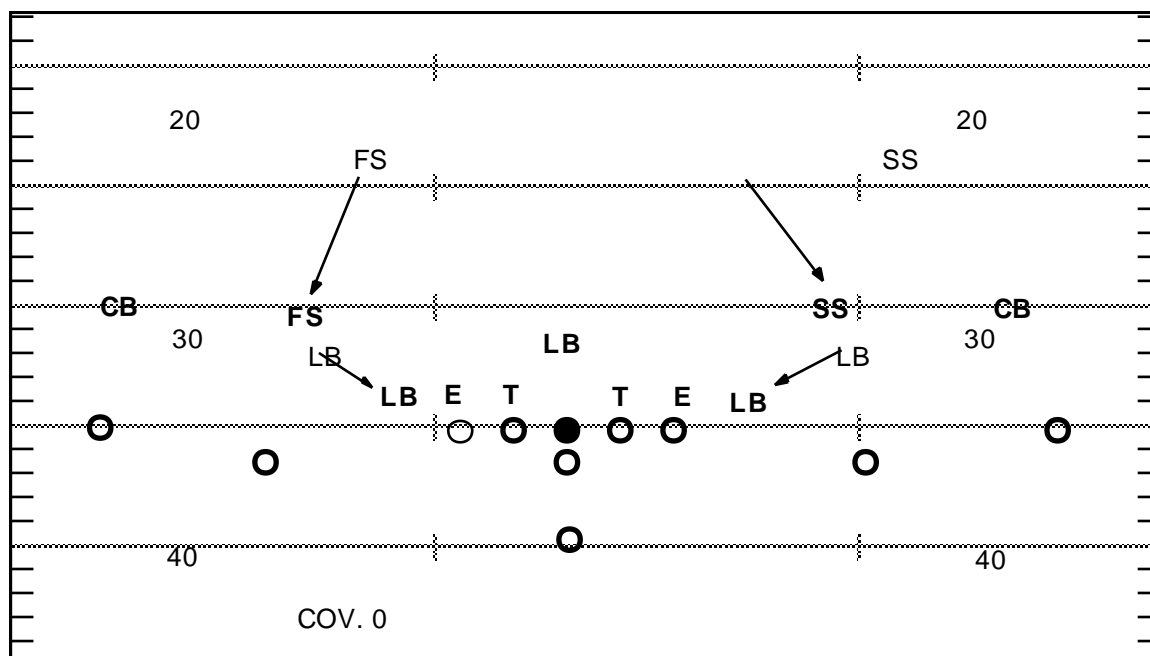 20 20
FS SS
CB FS SS CB
30 LB 30
LB LB
LB E T T E LB
40 40
COV. 0